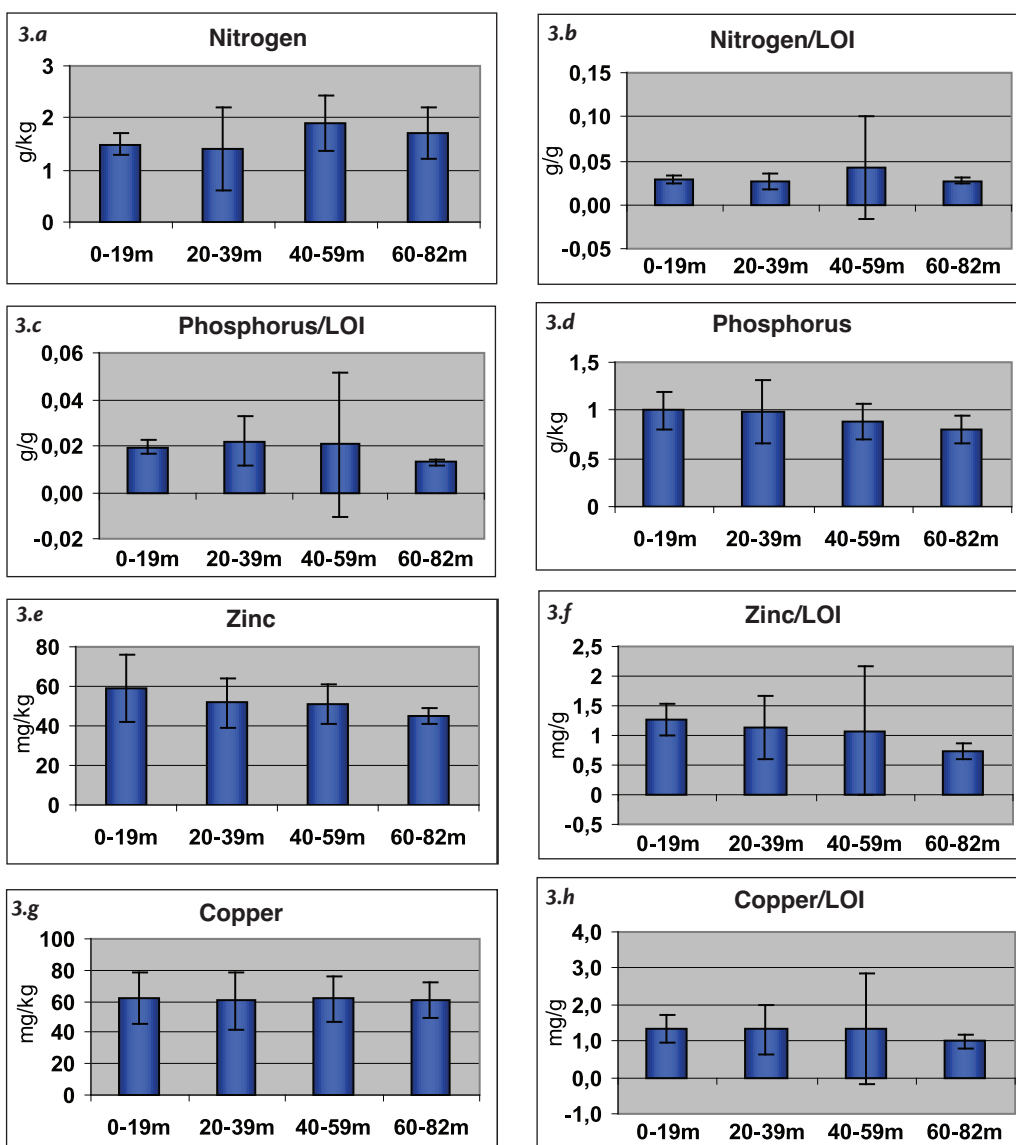 3.a
Nitrogen
3
2
1
0
g/kg
0-19m 20-39m 40-59m 60-82m
3.b
Nitrogen/LOI
0,15
0,10
0,05
0,00
-0,05
g/g
0-19m 20-39m 40-59m 60-82m
3.c
Phosphorus/LOI
0,06
0,04
0,02
0,00
-0,02
g/g
0-19m 20-39m 40-59m 60-82m
3.d
Phosphorus
1,5
1
0,5
0
g/kg
0-19m 20-39m 40-59m 60-82m
3.e
Zinc
80
60
40
20
0
mg/kg
0-19m 20-39m 40-59m 60-82m
3.f
Zinc/LOI
2,5
2
1,5
1
0,5
0
-0,5
mg/g
0-19m 20-39m 40-59m 60-82m
3.g
Copper
100
80
60
40
20
0
mg/kg
0-19m 20-39m 40-59m 60-82m
3.h
Copper/LOI
4,0
3,0
2,0
1,0
0,0
-1,0
mg/g
0-19m 20-39m 40-59m 60-82m